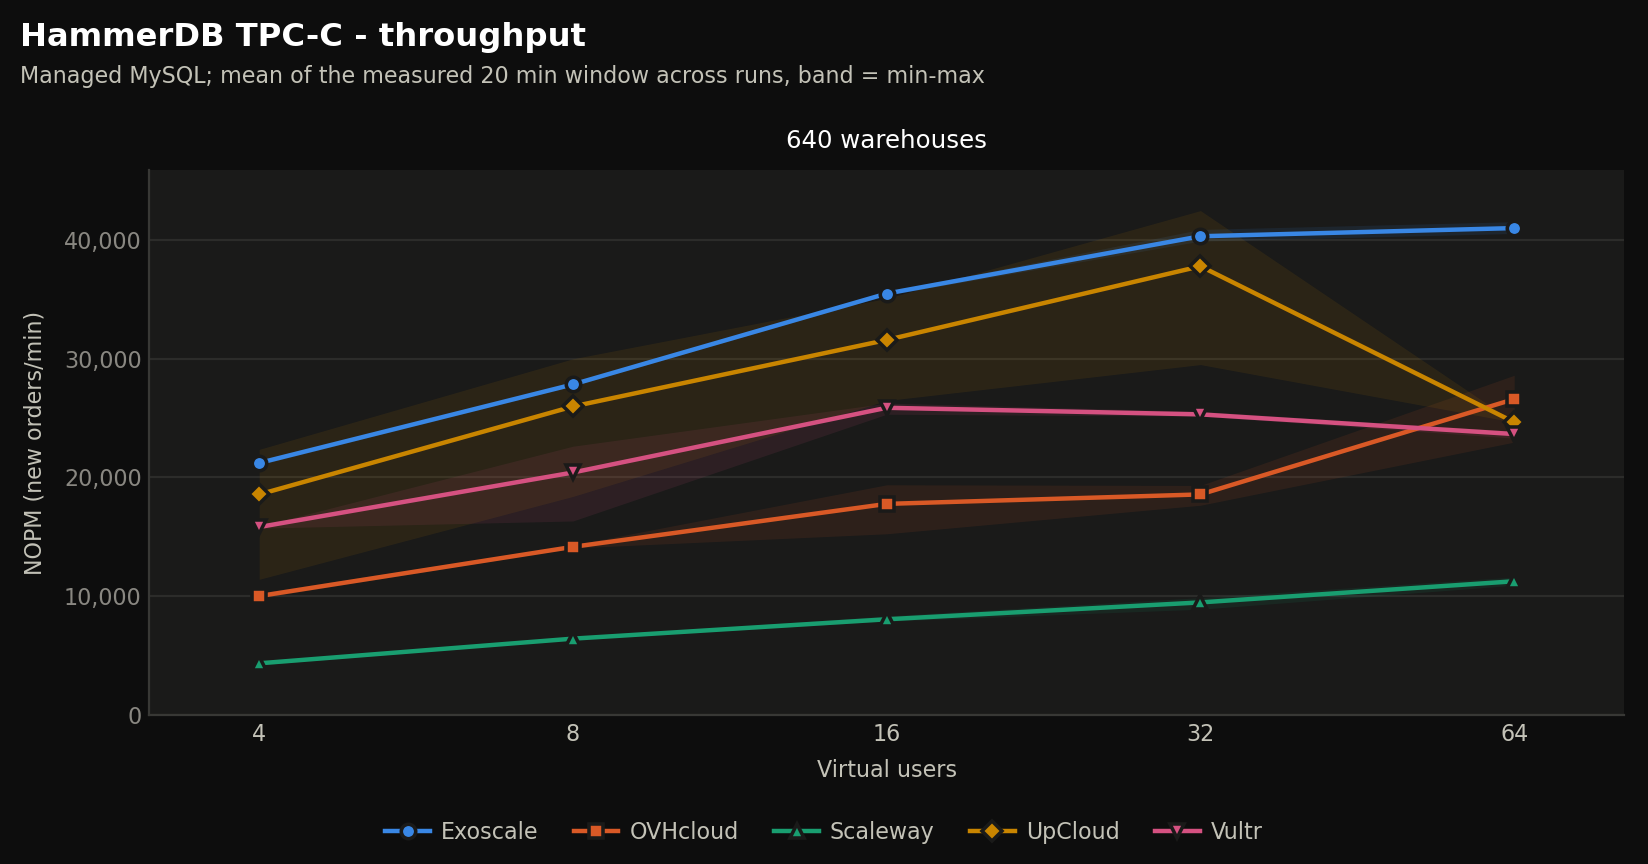 HammerDB TPC-C - throughput
Managed MySQL; mean of the measured 20 min window across runs, band = min-max
640 warehouses
NOPM (new orders/min)
40,000
30,000
20,000
10,000
0
4 8 16 32 64
Virtual users
Exoscale OVHcloud Scaleway UpCloud Vultr